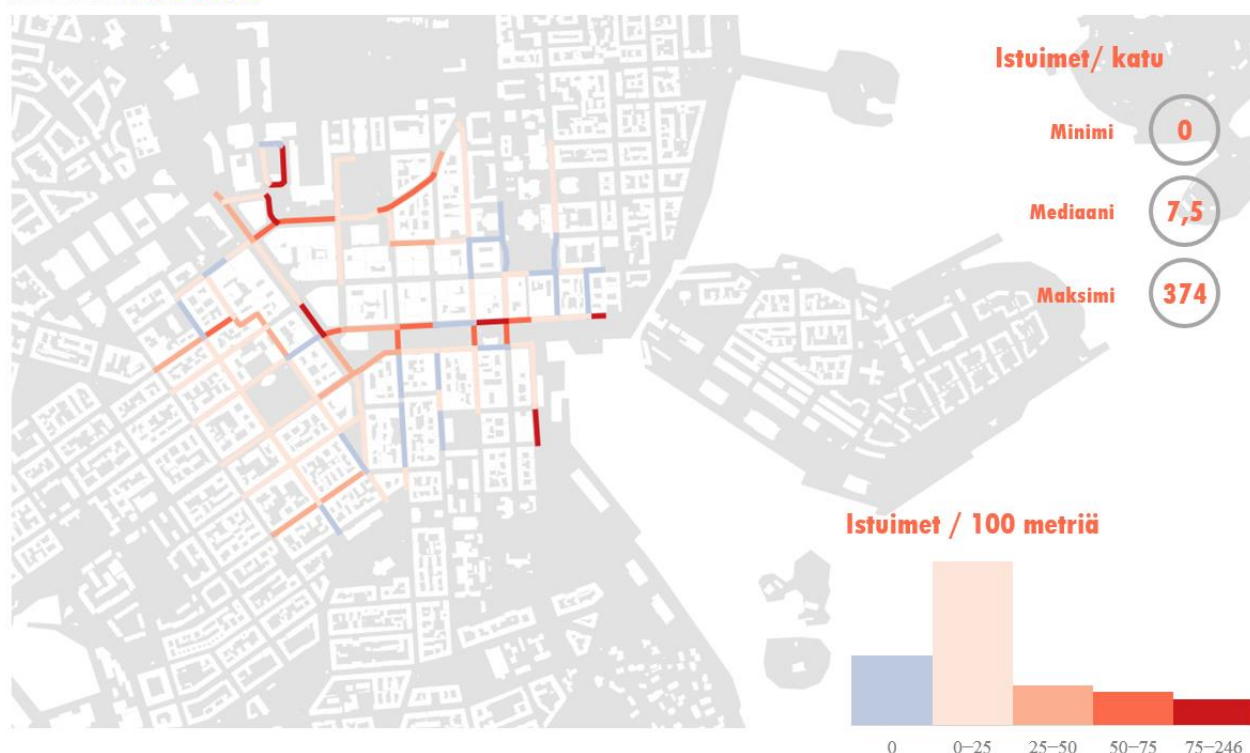 Istuimet/ katu
Minimi 0
Mediaani 7,5
Maksimi 374
Istuimet / 100 metriä
0 0–25 25–50 50–75 75–246